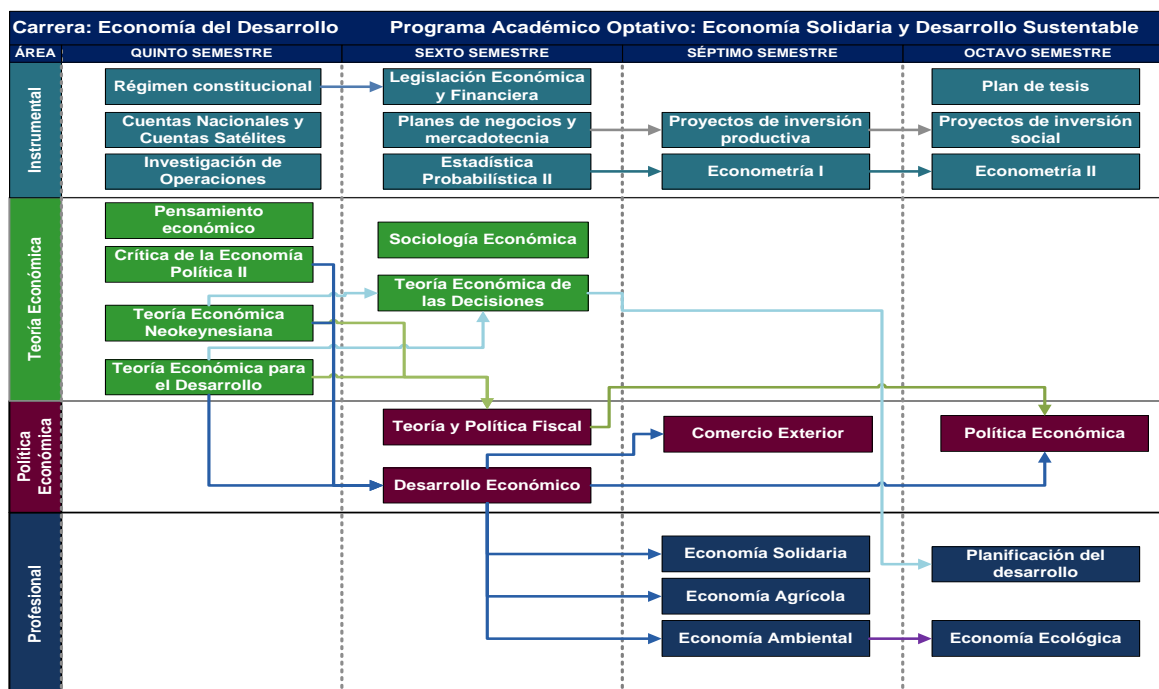 Carrera: Economía del Desarrollo
Programa Académico Optativo: Economía Solidaria y Desarrollo Sustentable
ÁREA
QUINTO SEMESTRE
SEXTO SEMESTRE
SÉPTIMO SEMESTRE
OCTAVO SEMESTRE
Instrumental
Régimen constitucional
Legislación Económica
y Financiera
Plan de tesis
Cuentas Nacionales y
Cuentas Satélites
Planes de negocios y
mercadotecnia
Proyectos de inversión
productiva
Proyectos de inversión
social
Investigación de
Operaciones
Estadística
Probabilística II
Econometría I
Econometría II
Teoría Económica
Pensamiento
económico
Sociología Económica
Crítica de la Economía
Política II
Teoría Económica de
las Decisiones
Teoría Económica
Neokeynesiana
Teoría Económica para
el Desarrollo
Política
Económica
Teoría y Política Fiscal
Comercio Exterior
Política Económica
Desarrollo Económico
Profesional
Economía Solidaria
Planificación del
desarrollo
Economía Agrícola
Economía Ambiental
Economía Ecológica